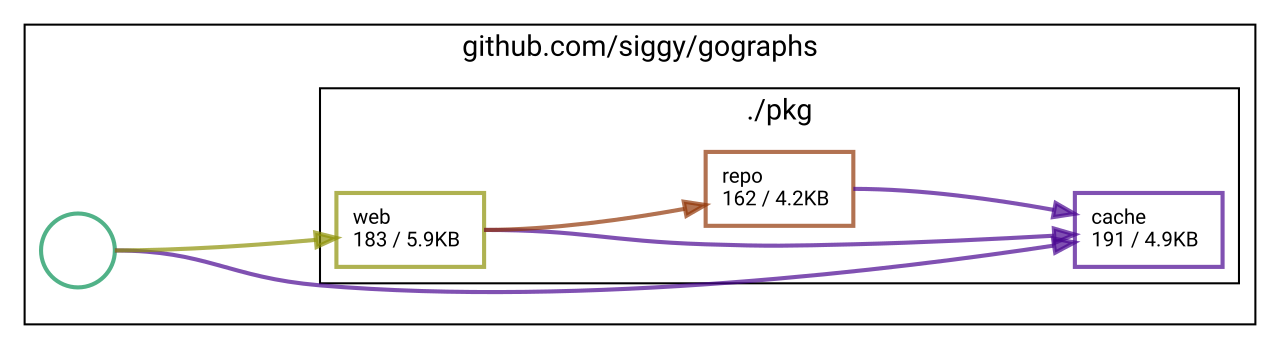 github.com/siggy/gographs
./pkg
web
183 / 5.9KB
repo
162 / 4.2KB
cache
191 / 4.9KB